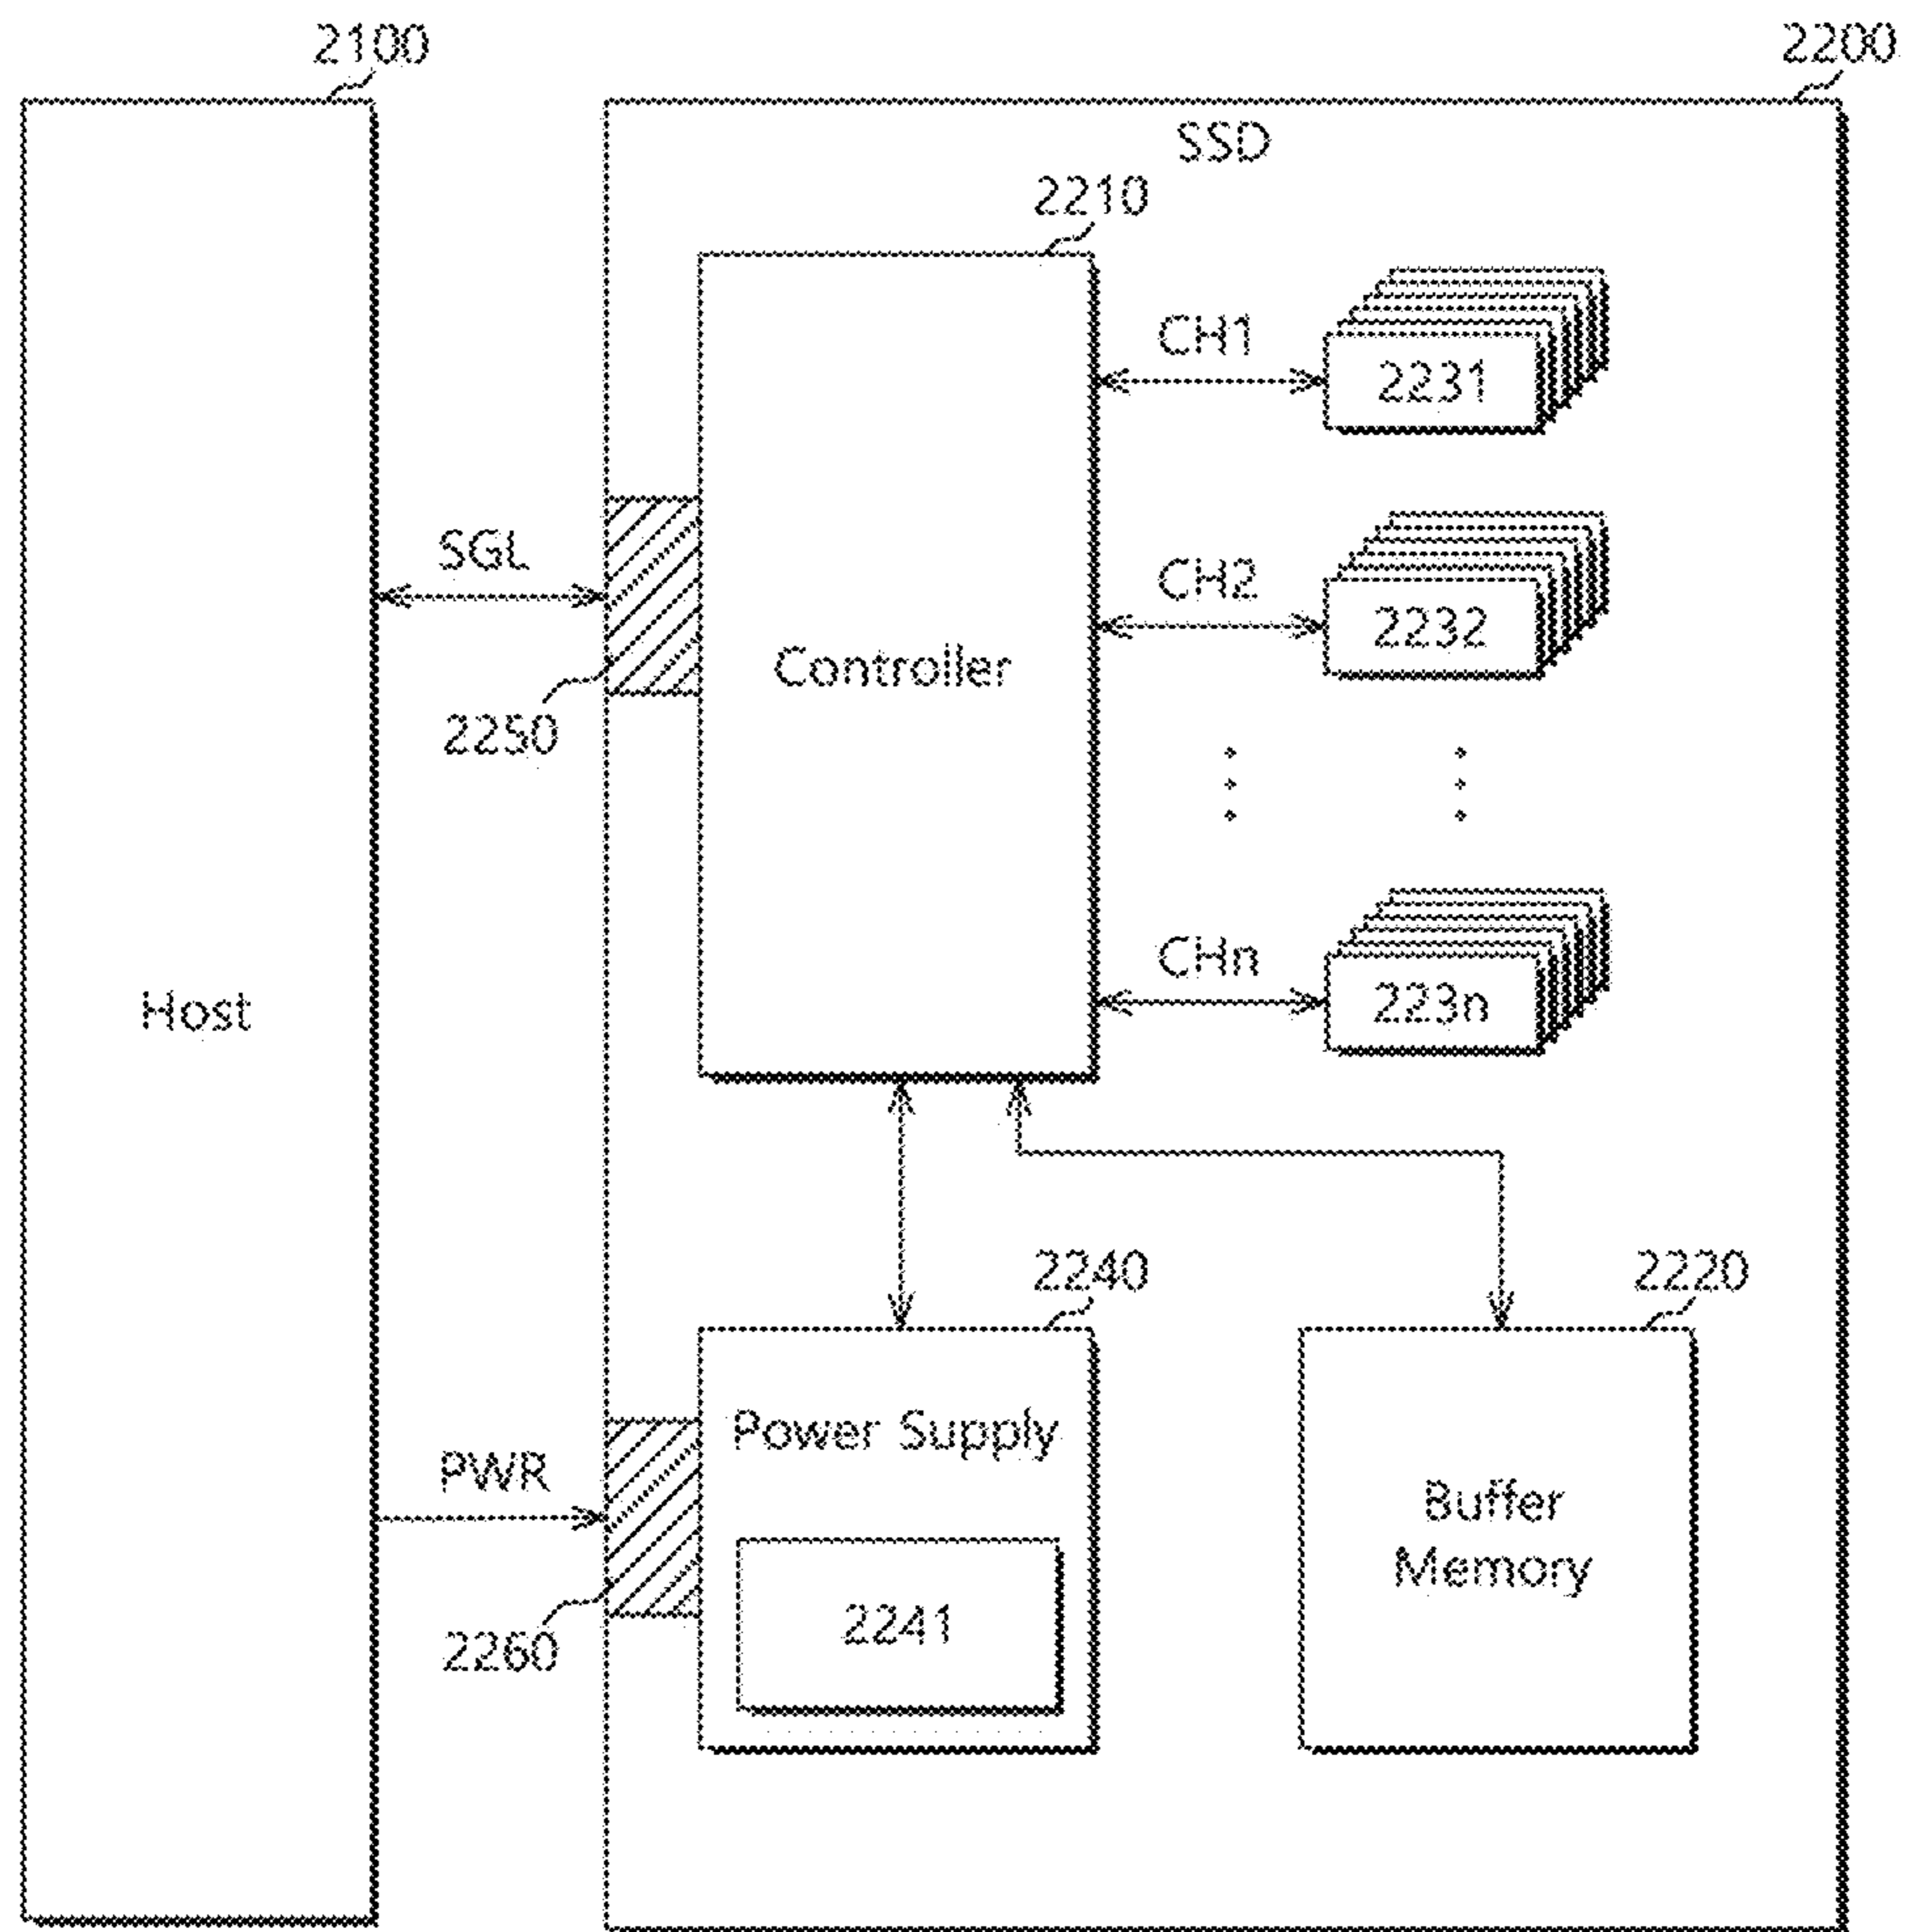 2100
2200
SSD
2210
CH1
2231
SGL
CH2
2232
Controller
2250
CHn
223n
Host
2240
2220
Power Supply
PWR
Buffer
Memory
2241
2260